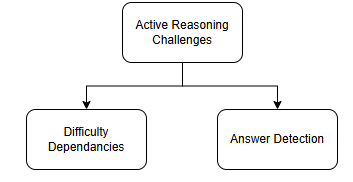 Active Reasoning
Challenges
Difficulty
Dependancies
Answer Detection